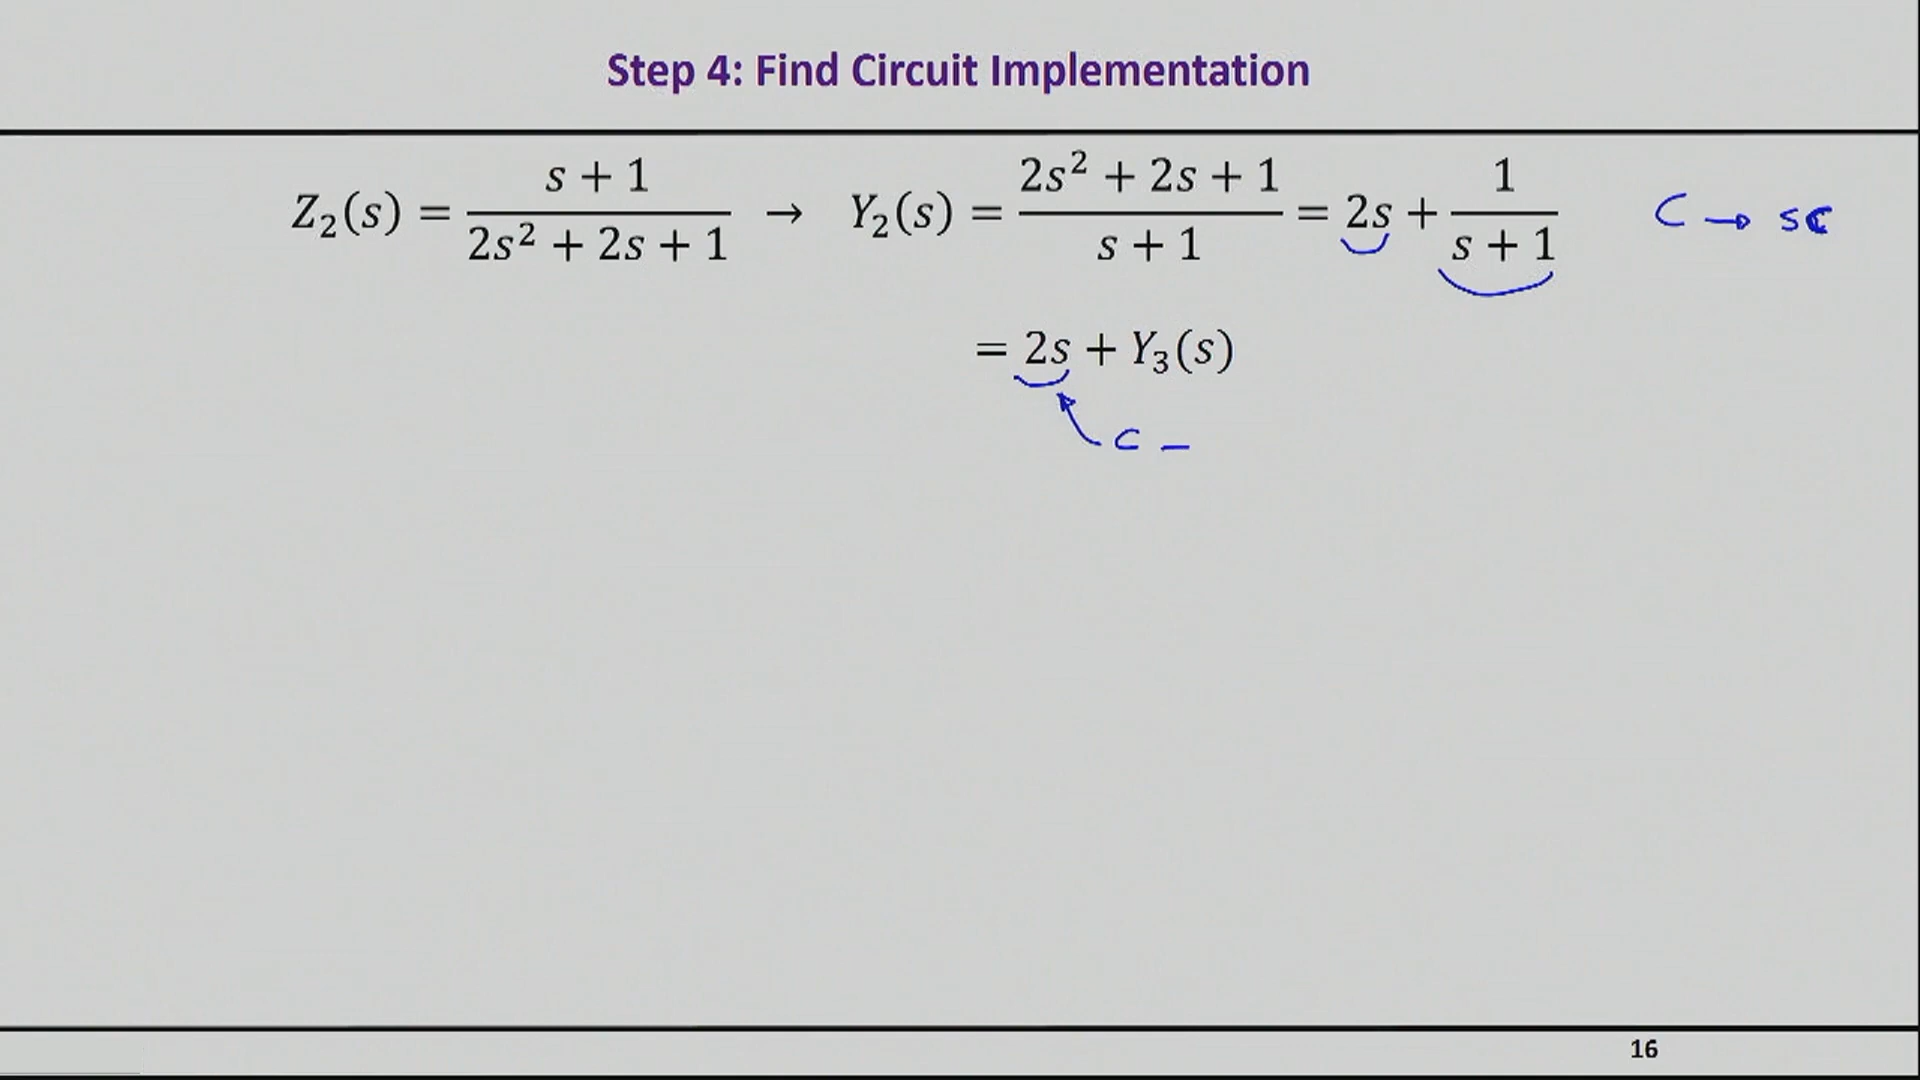 Step 4: Find Circuit Implementation
Z₂(s) = (s + 1)/(2s² + 2s + 1) → Y₂(s) = (2s² + 2s + 1)/(s + 1) = 2s + 1/(s + 1) C → sC
= 2s + Y₃(s)
C –
16